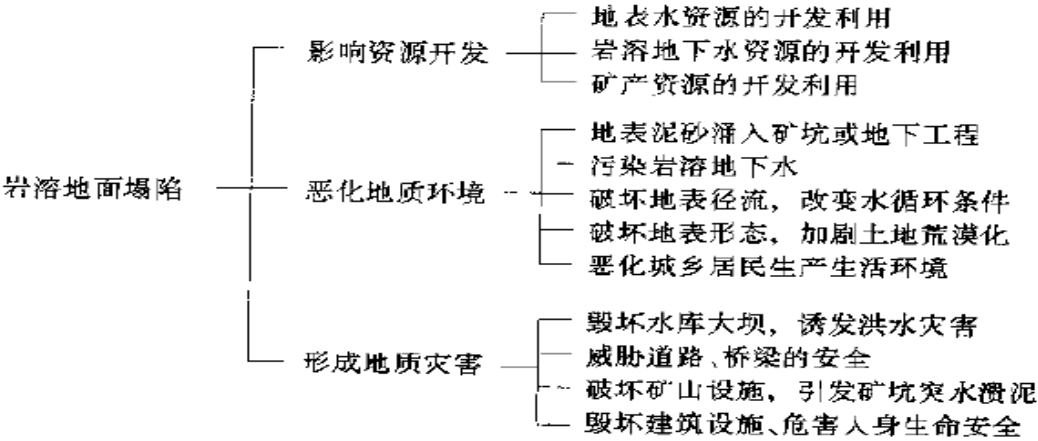 地表水资源的开发利用
影响资源开发
岩溶地下水资源的开发利用
矿产资源的开发利用
地表泥砂涌入矿坑或地下工程
污染岩溶地下水
岩溶地面塌陷
恶化地质环境
破坏地表径流，改变水循环条件
破坏地表形态，加剧土地荒漠化
恶化城乡居民生产生活环境
毁坏水库大坝，诱发洪水灾害
形成地质灾害
威胁道路、桥梁的安全
破坏矿山设施，引发矿坑突水溃泥
毁坏建筑设施、危害人身生命安全